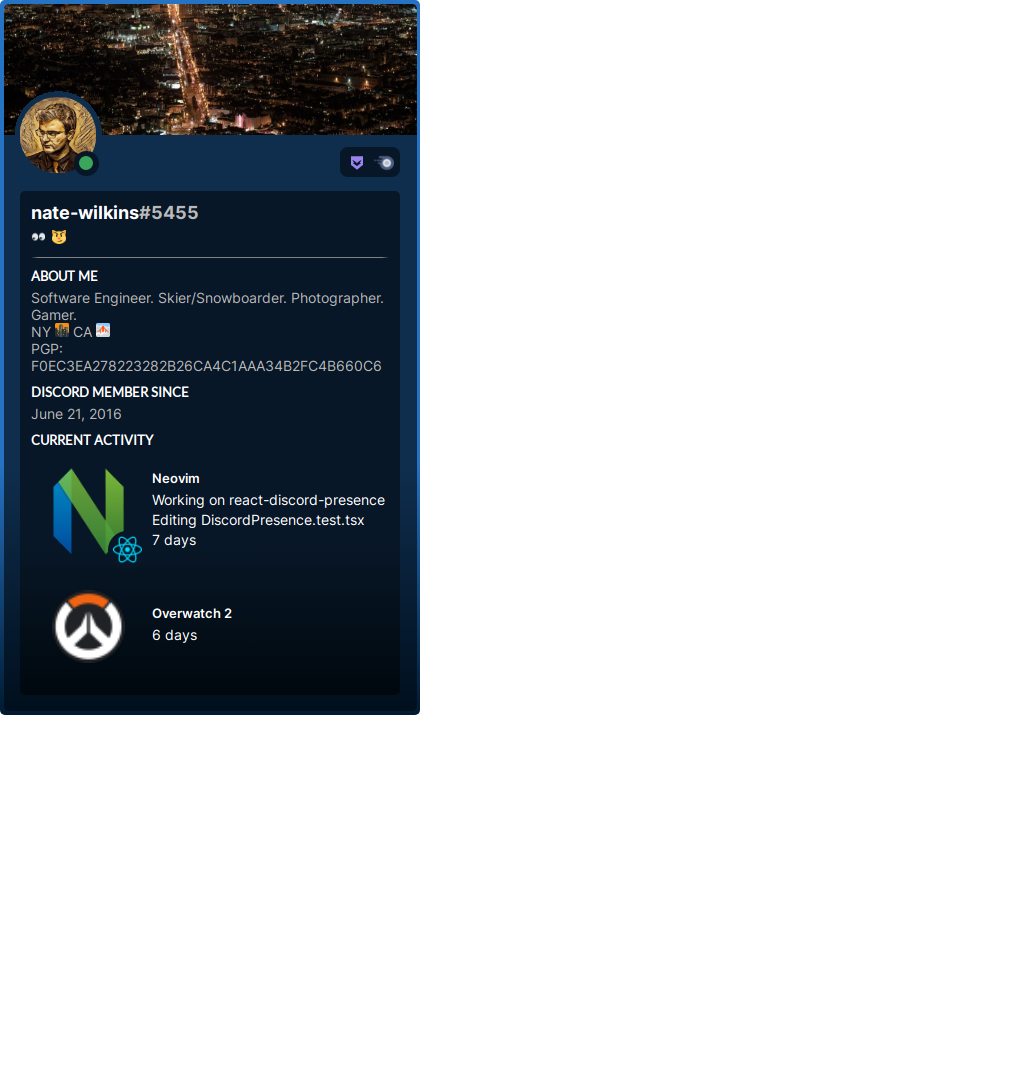 nate-wilkins#5455
👀 😼
ABOUT ME
Software Engineer. Skier/Snowboarder. Photographer.
Gamer.
NY 🌆 CA 🌁
PGP:
F0EC3EA278223282B26CA4C1AAA34B2FC4B660C6
DISCORD MEMBER SINCE
June 21, 2016
CURRENT ACTIVITY
Neovim
Working on react-discord-presence
Editing DiscordPresence.test.tsx
7 days
Overwatch 2
6 days